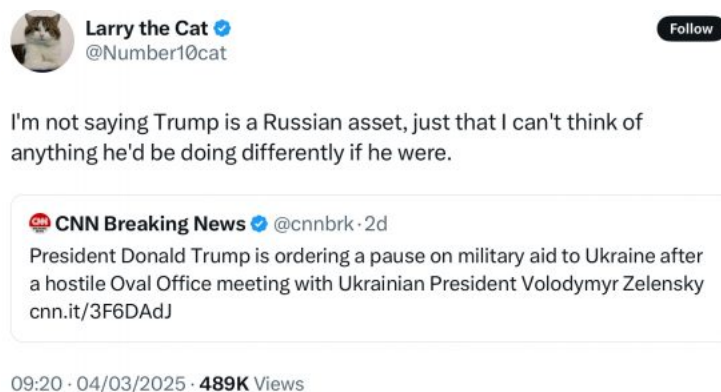 Larry the Cat
Follow
@Number10cat
I'm not saying Trump is a Russian asset, just that I can't think of
anything he'd be doing differently if he were.
CNN
CNN Breaking News @cnnbrk · 2d
President Donald Trump is ordering a pause on military aid to Ukraine after
a hostile Oval Office meeting with Ukrainian President Volodymyr Zelensky
cnn.it/3F6DAdJ
09:20 · 04/03/2025 · 489K Views